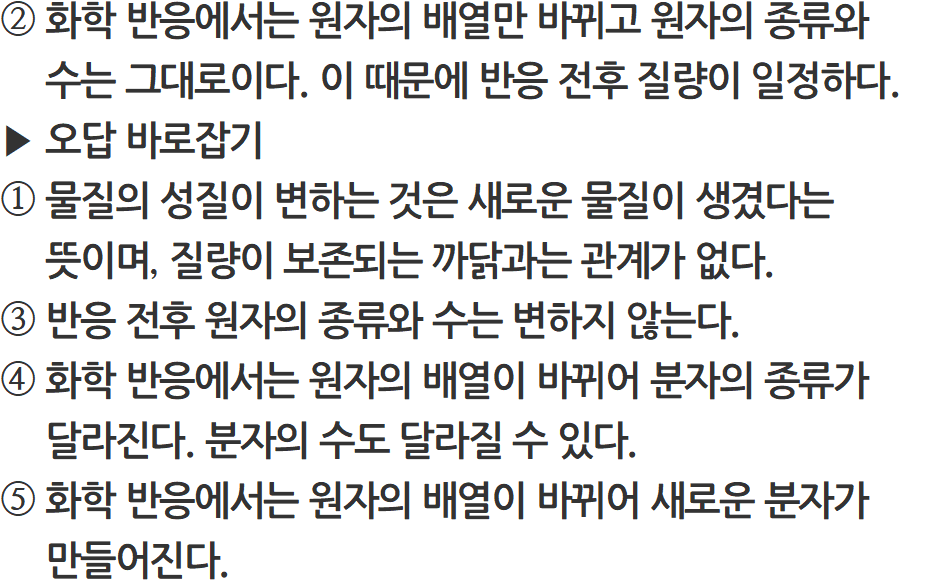 ② 화학 반응에서는 원자의 배열만 바뀌고 원자의 종류와
수는 그대로이다. 이 때문에 반응 전후 질량이 일정하다.
▶ 오답 바로잡기
① 물질의 성질이 변하는 것은 새로운 물질이 생겼다는
뜻이며, 질량이 보존되는 까닭과는 관계가 없다.
③ 반응 전후 원자의 종류와 수는 변하지 않는다.
④ 화학 반응에서는 원자의 배열이 바뀌어 분자의 종류가
달라진다. 분자의 수도 달라질 수 있다.
⑤ 화학 반응에서는 원자의 배열이 바뀌어 새로운 분자가
만들어진다.